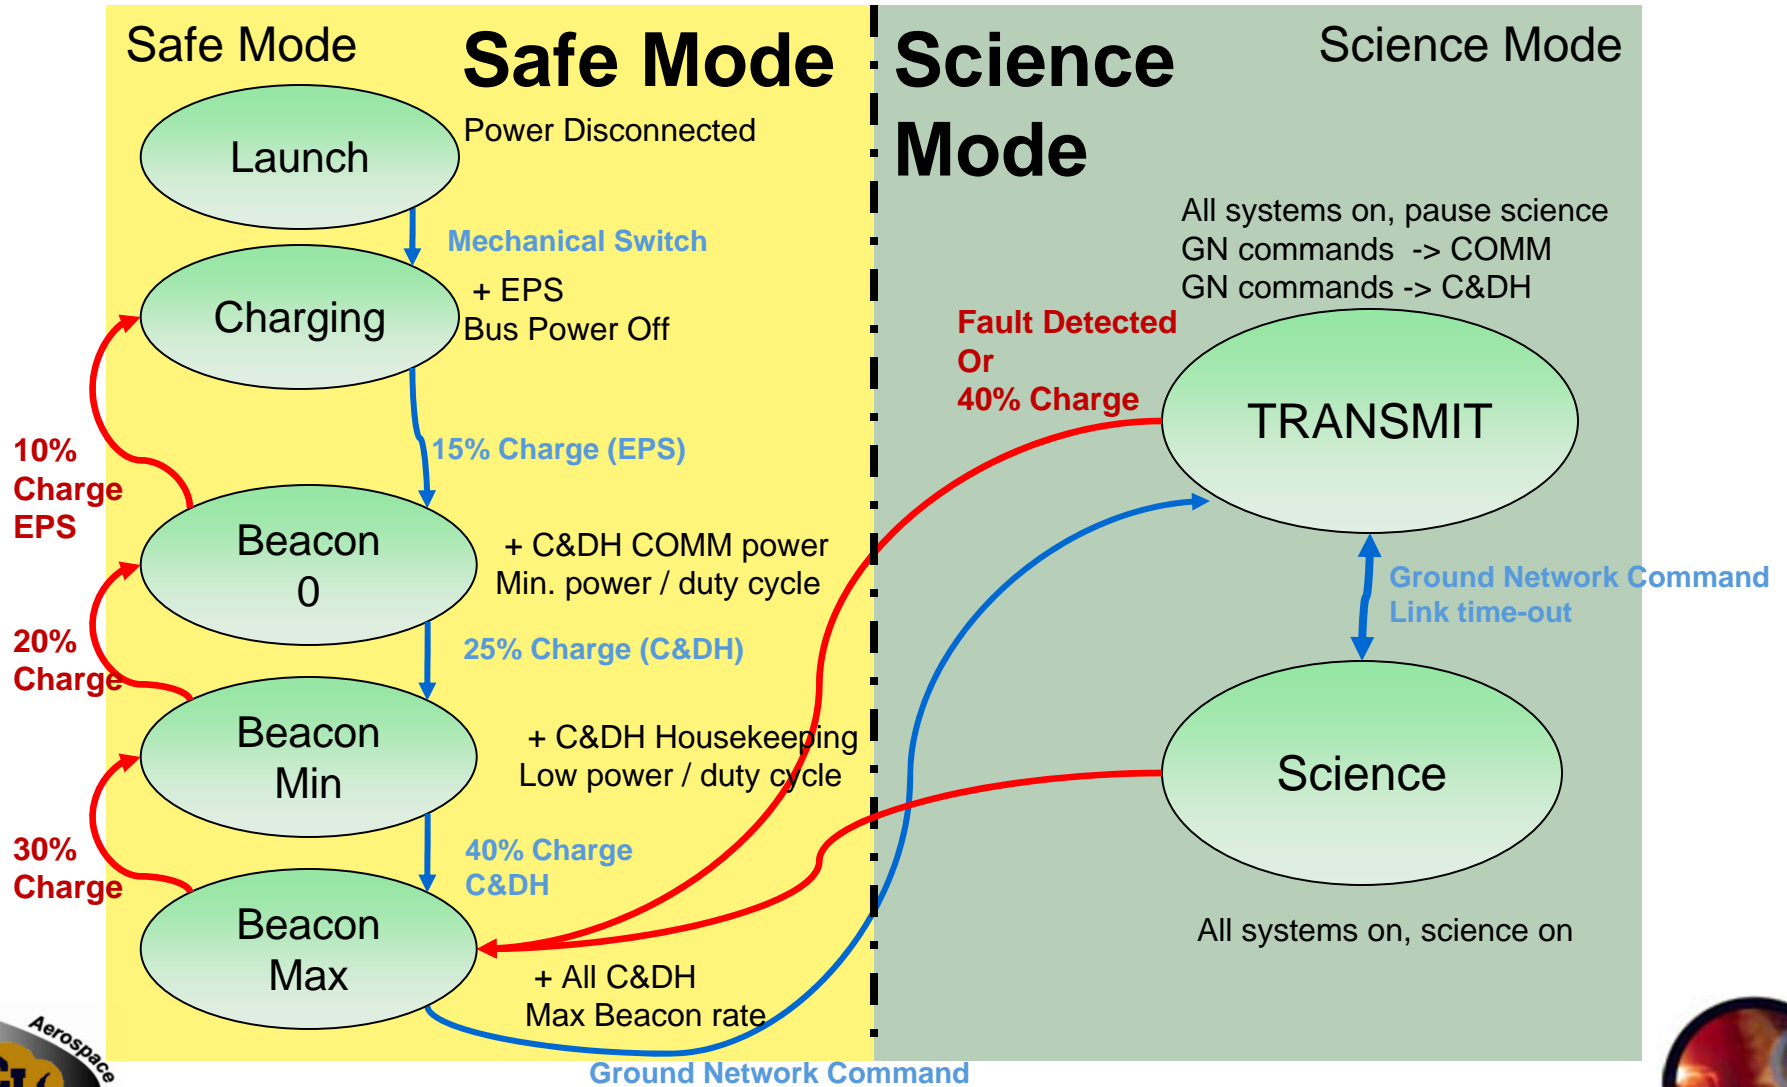 Safe Mode
Safe Mode
Science
Mode
Science Mode
Launch
Power Disconnected
Mechanical Switch
Charging
+ EPS
Bus Power Off
10%
Charge
EPS
15% Charge (EPS)
Beacon
0
+ C&DH COMM power
Min. power / duty cycle
20%
Charge
25% Charge (C&DH)
Beacon
Min
+ C&DH Housekeeping
Low power / duty cycle
30%
Charge
40% Charge
C&DH
Beacon
Max
+ All C&DH
Max Beacon rate
Ground Network Command
All systems on, pause science
GN commands -> COMM
GN commands -> C&DH
Fault Detected
Or
40% Charge
TRANSMIT
Ground Network Command
Link time-out
Science
All systems on, science on
Aerospace